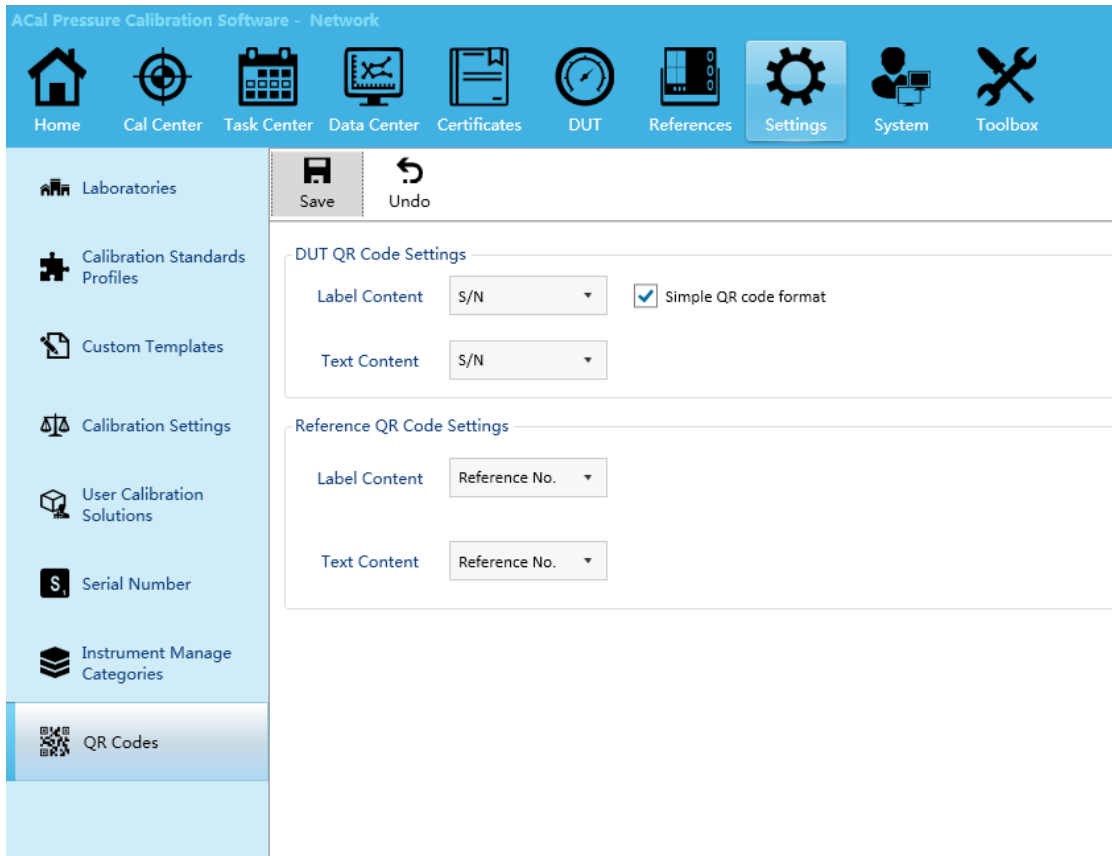 ACal Pressure Calibration Software - Network
Home Cal Center Task Center Data Center Certificates DUT References Settings System Toolbox
Laboratories
Calibration Standards
Profiles
Custom Templates
Calibration Settings
User Calibration
Solutions
Serial Number
Instrument Manage
Categories
QR Codes
Save Undo
DUT QR Code Settings
Label Content S/N Simple QR code format
Text Content S/N
Reference QR Code Settings
Label Content Reference No.
Text Content Reference No.